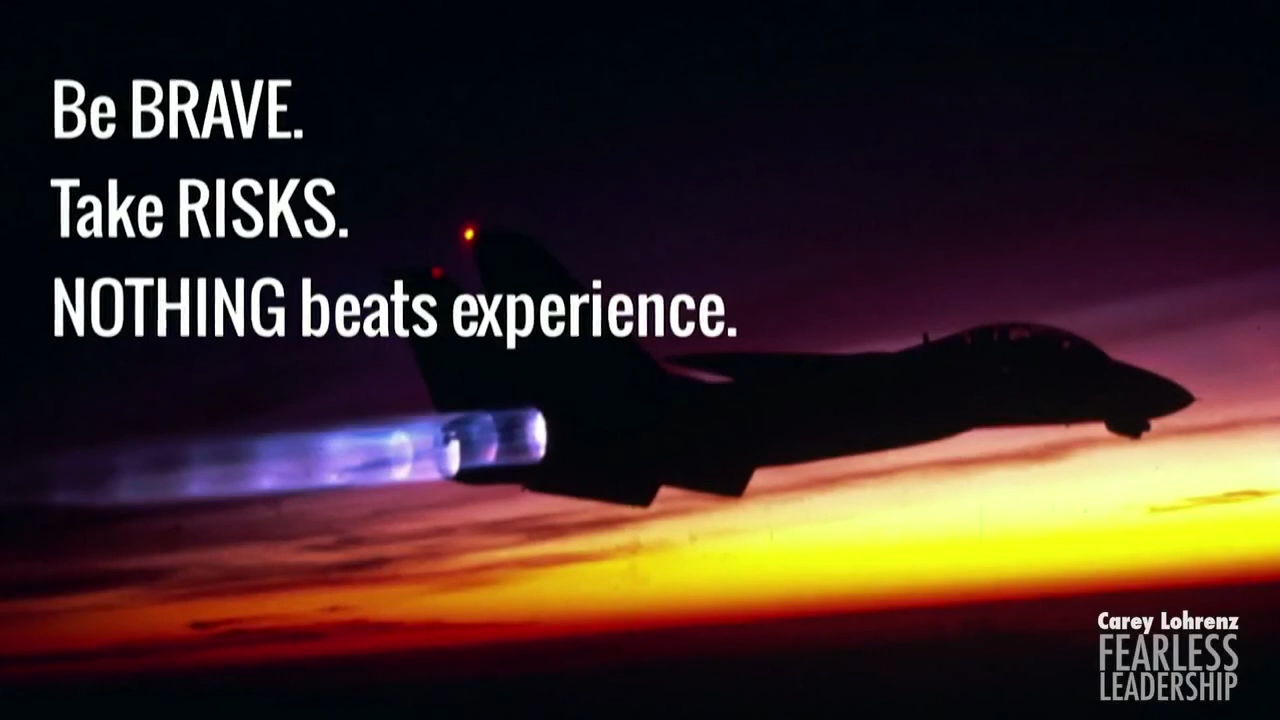 Be BRAVE.
Take RISKS.
NOTHING beats experience.
Carey Lohrenz
FEARLESS
LEADERSHIP